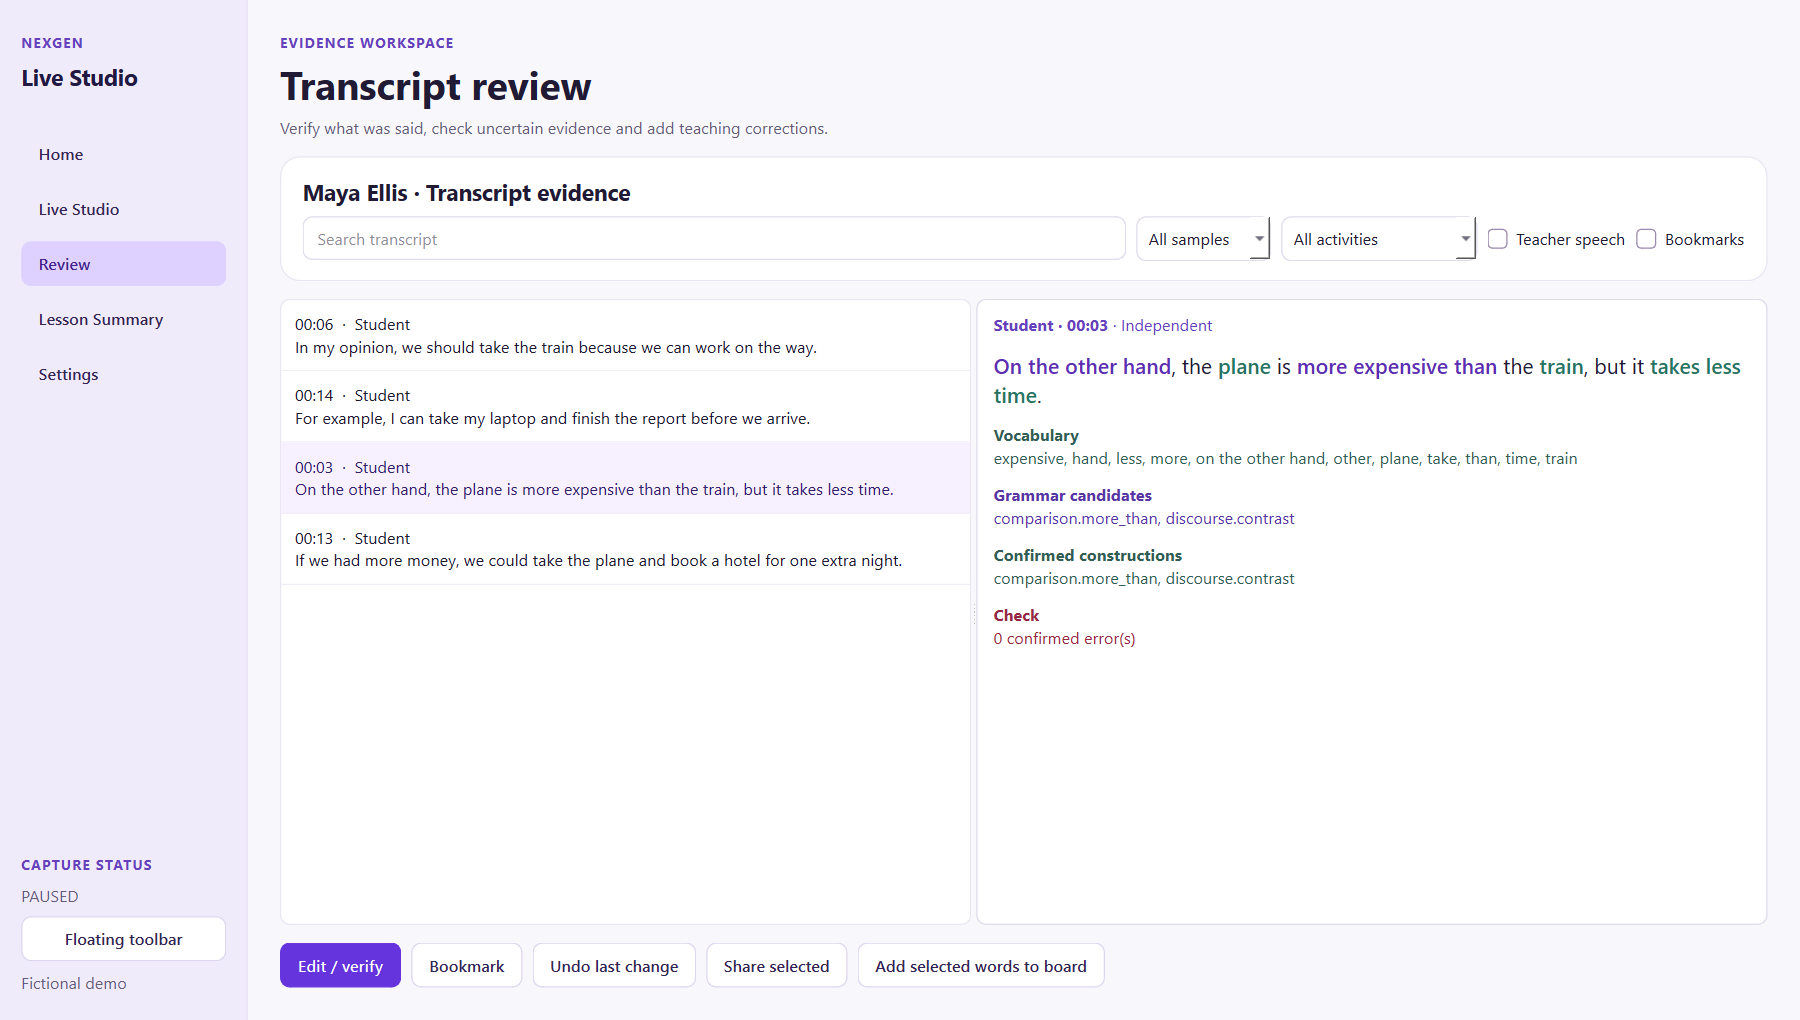 NEXGEN
Live Studio
Home
Live Studio
Review
Lesson Summary
Settings
CAPTURE STATUS
PAUSED
Floating toolbar
Fictional demo
EVIDENCE WORKSPACE
Transcript review
Verify what was said, check uncertain evidence and add teaching corrections.
Maya Ellis · Transcript evidence
Search transcript
All samples
All activities
Teacher speech
Bookmarks
00:06 · Student
In my opinion, we should take the train because we can work on the way.
00:14 · Student
For example, I can take my laptop and finish the report before we arrive.
00:03 · Student
On the other hand, the plane is more expensive than the train, but it takes less time.
00:13 · Student
If we had more money, we could take the plane and book a hotel for one extra night.
Student · 00:03 · Independent
On the other hand, the plane is more expensive than the train, but it takes less
time.
Vocabulary
expensive, hand, less, more, on the other hand, other, plane, take, than, time, train
Grammar candidates
comparison.more_than, discourse.contrast
Confirmed constructions
comparison.more_than, discourse.contrast
Check
0 confirmed error(s)
Edit / verify
Bookmark
Undo last change
Share selected
Add selected words to board